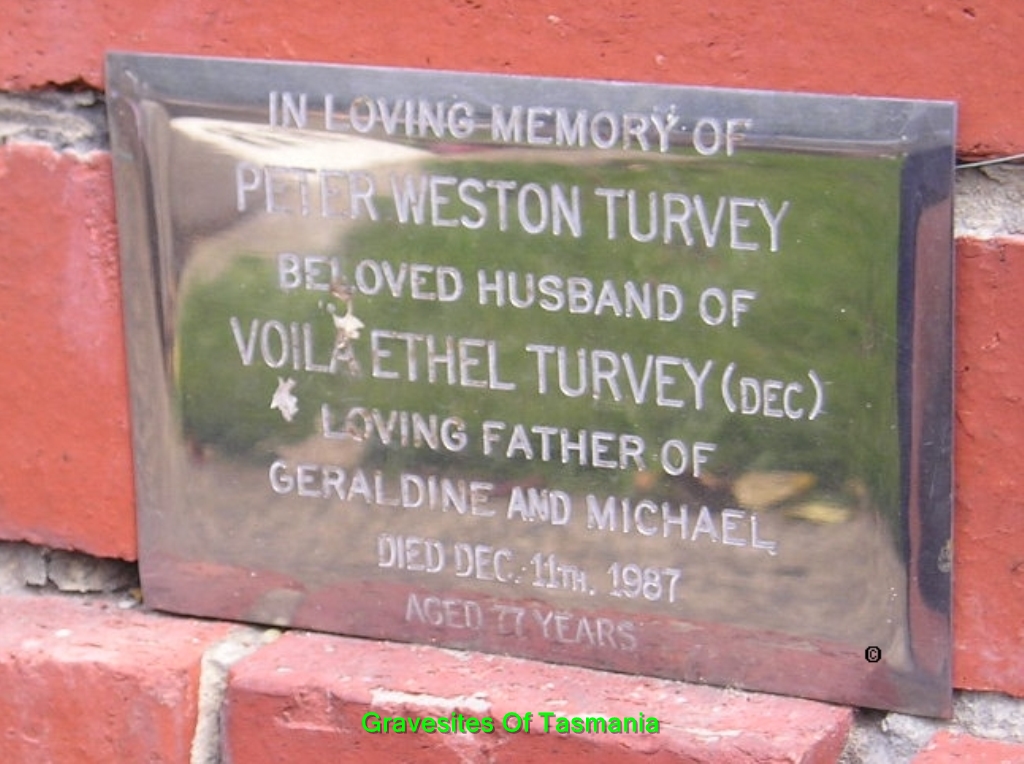 IN LOVING MEMORY OF
PETER WESTON TURVEY
BELOVED HUSBAND OF
VOILA ETHEL TURVEY (DEC)
LOVING FATHER OF
GERALDINE AND MICHAEL
DIED DEC. 11TH. 1987
AGED 77 YEARS
©
Gravesites Of Tasmania